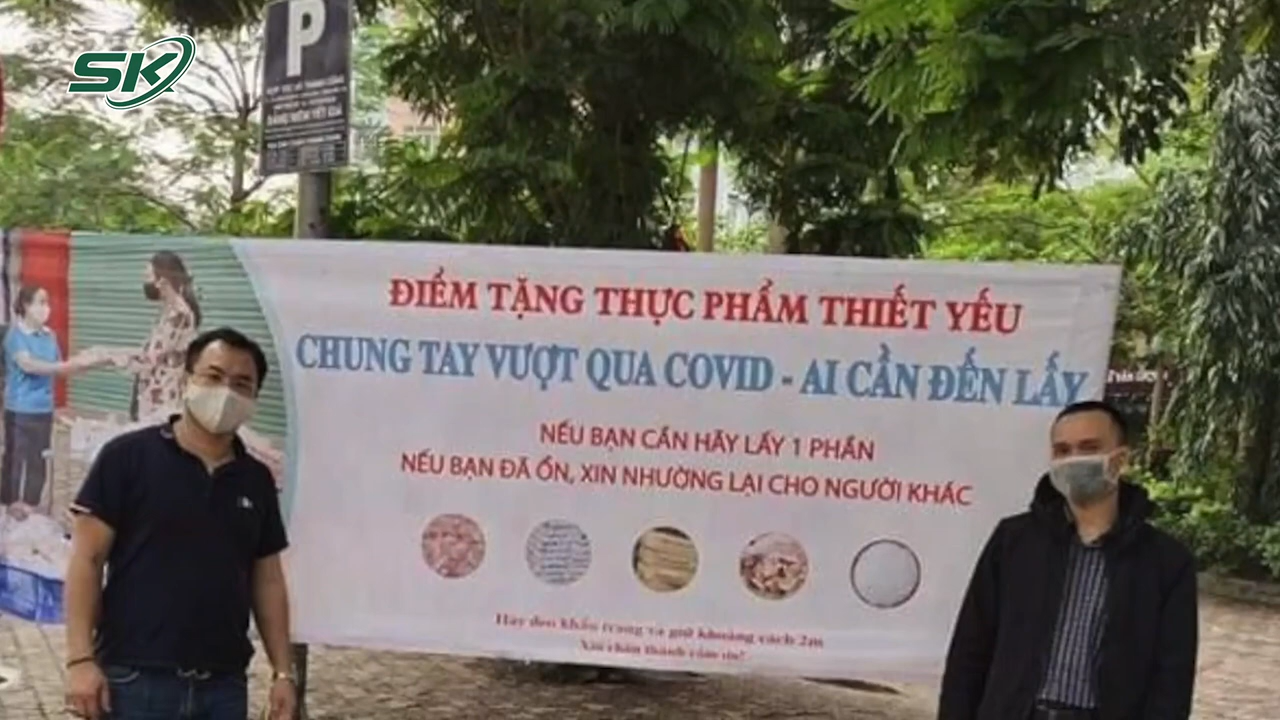 SK
P
ĐIỂM TẶNG THỰC PHẨM THIẾT YẾU
CHUNG TAY VƯỢT QUA COVID - AI CẦN ĐẾN LẤY
NẾU BẠN CẦN HÃY LẤY 1 PHẦN
NẾU BẠN ĐÃ ỔN, XIN NHƯỜNG LẠI CHO NGƯỜI KHÁC
Hãy đeo khẩu trang và giữ khoảng cách 2m
Xin chân thành cảm ơn!